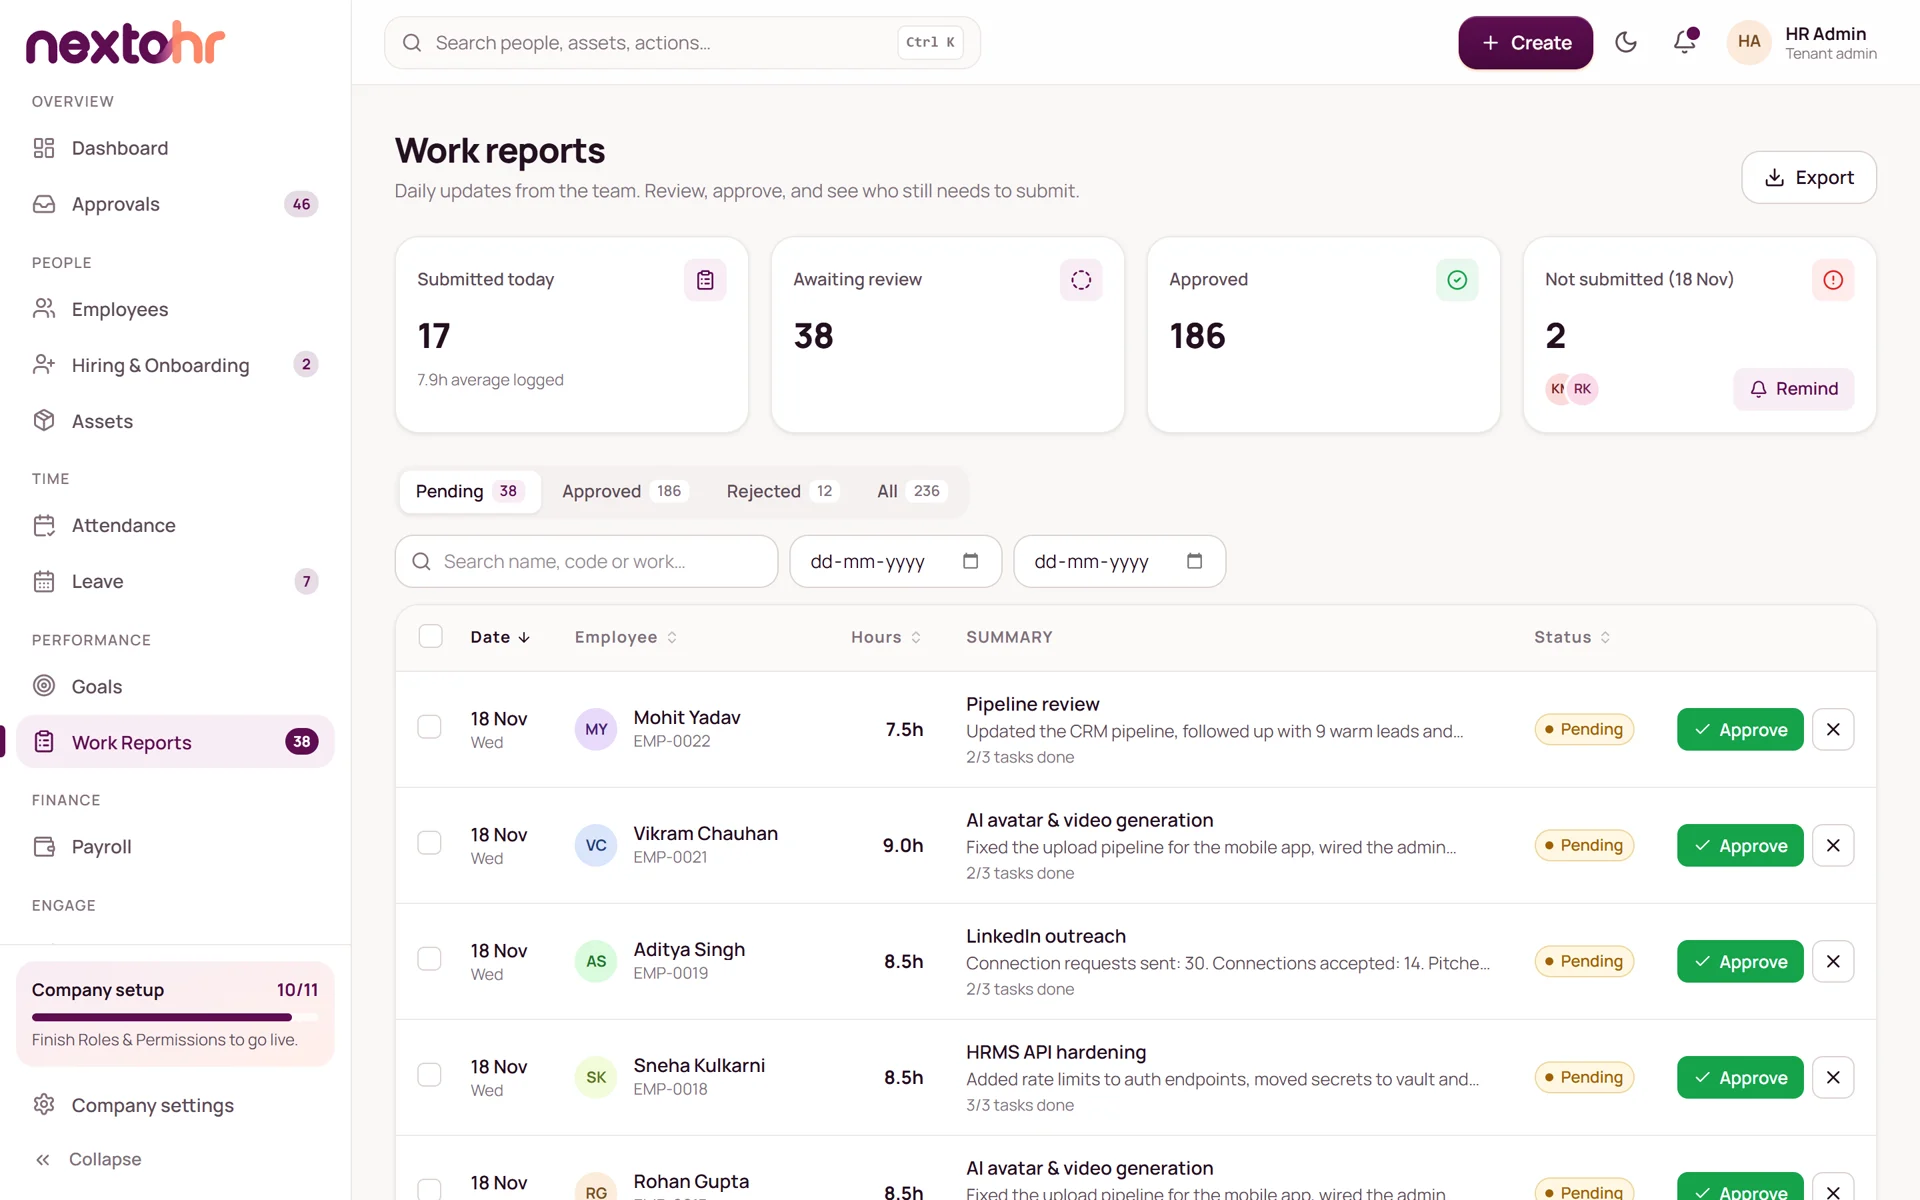 nextohr
OVERVIEW
Dashboard
Approvals 46
PEOPLE
Employees
Hiring & Onboarding 2
Assets
TIME
Attendance
Leave 7
PERFORMANCE
Goals
Work Reports 38
FINANCE
Payroll
ENGAGE
Company setup 10/11
Finish Roles & Permissions to go live.
Company settings
Collapse
Search people, assets, actions... Ctrl K
+ Create
HA
HR Admin
Tenant admin
Work reports
Daily updates from the team. Review, approve, and see who still needs to submit.
Export
Submitted today
17
7.9h average logged
Awaiting review
38
Approved
186
Not submitted (18 Nov)
2
RK
Remind
Pending 38 Approved 186 Rejected 12 All 236
Search name, code or work... dd-mm-yyyy dd-mm-yyyy
Date Employee Hours SUMMARY Status
18 Nov
Wed
MY
Mohit Yadav
EMP-0022
7.5h
Pipeline review
Updated the CRM pipeline, followed up with 9 warm leads and...
2/3 tasks done
Pending
Approve
18 Nov
Wed
VC
Vikram Chauhan
EMP-0021
9.0h
AI avatar & video generation
Fixed the upload pipeline for the mobile app, wired the admin...
2/3 tasks done
Pending
Approve
18 Nov
Wed
AS
Aditya Singh
EMP-0019
8.5h
LinkedIn outreach
Connection requests sent: 30. Connections accepted: 14. Pitche...
2/3 tasks done
Pending
Approve
18 Nov
Wed
SK
Sneha Kulkarni
EMP-0018
8.5h
HRMS API hardening
Added rate limits to auth endpoints, moved secrets to vault and...
3/3 tasks done
Pending
Approve
18 Nov
RG
Rohan Gupta
8.5h
AI avatar & video generation
Fixed the upload pipeline for the mobile app, wired the admin
Pending
Approve